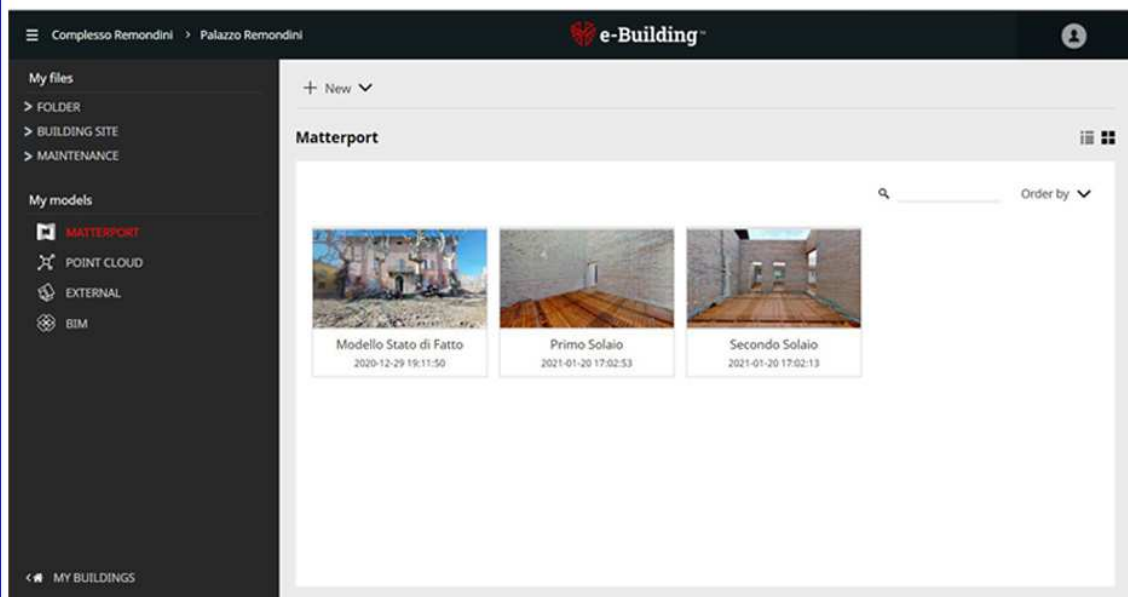 Complesso Remondini > Palazzo Remondini
e-Building™
My files
> FOLDER
> BUILDING SITE
> MAINTENANCE
My models
MATTERPORT
POINT CLOUD
EXTERNAL
BIM
< MY BUILDINGS
+ New
Matterport
Order by
Modello Stato di Fatto
2020-12-29 19:11:50
Primo Solaio
2021-01-20 17:02:53
Secondo Solaio
2021-01-20 17:02:13